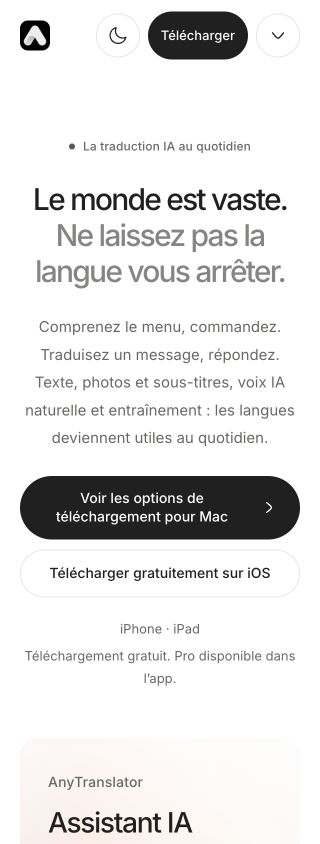 Télécharger
La traduction IA au quotidien
Le monde est vaste.
Ne laissez pas la
langue vous arrêter.
Comprenez le menu, commandez.
Traduisez un message, répondez.
Texte, photos et sous-titres, voix IA
naturelle et entraînement : les langues
deviennent utiles au quotidien.
Voir les options de
téléchargement pour Mac
Télécharger gratuitement sur iOS
iPhone · iPad
Téléchargement gratuit. Pro disponible dans
l’app.
AnyTranslator
Assistant IA